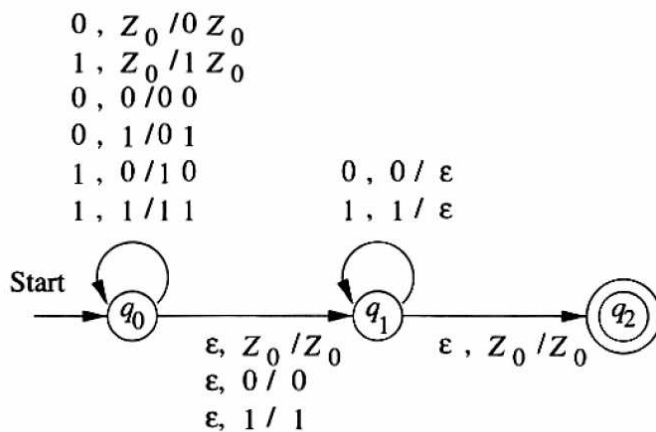 0 , Z₀ / 0 Z₀
1 , Z₀ / 1 Z₀
0 , 0 / 0 0
0 , 1 / 0 1
1 , 0 / 1 0
1 , 1 / 1 1
0 , 0 / ε
1 , 1 / ε
Start
q₀
q₁
q₂
ε, Z₀ / Z₀
ε, 0 / 0
ε, 1 / 1
ε , Z₀ / Z₀